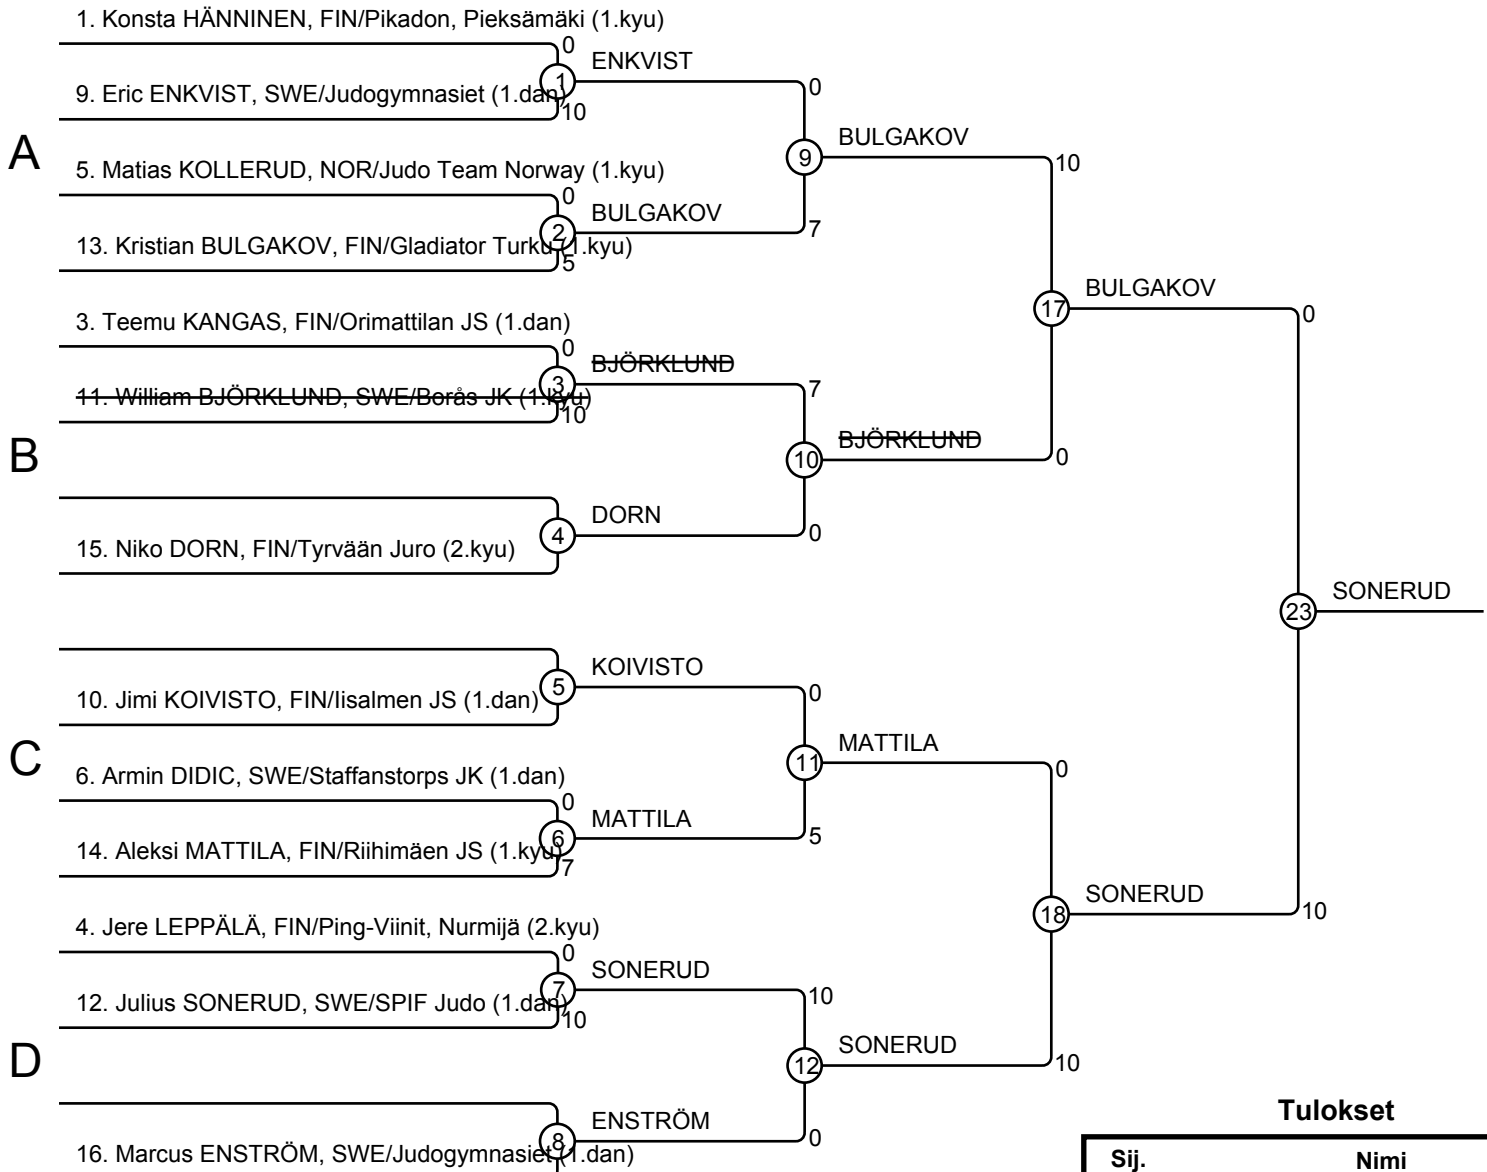 1. Konsta HÄNNINEN, FIN/Pikadon, Pieksämäki (1.kyu)
0
1
ENKVIST
0
9. Eric ENKVIST, SWE/Judogymnasiet (1.dan)
10
A
9
BULGAKOV
10
5. Matias KOLLERUD, NOR/Judo Team Norway (1.kyu)
0
2
BULGAKOV
7
13. Kristian BULGAKOV, FIN/Gladiator Turku (1.kyu)
5
17
BULGAKOV
0
3. Teemu KANGAS, FIN/Orimattilan JS (1.dan)
0
3
BJÖRKLUND
7
11. William BJÖRKLUND, SWE/Borås JK (1.kyu)
10
B
10
BJÖRKLUND
0
4
DORN
0
15. Niko DORN, FIN/Tyrvään Juro (2.kyu)
23
SONERUD
5
KOIVISTO
0
10. Jimi KOIVISTO, FIN/Iisalmen JS (1.dan)
C
11
MATTILA
0
6. Armin DIDIC, SWE/Staffanstorps JK (1.dan)
0
6
MATTILA
5
14. Aleksi MATTILA, FIN/Riihimäen JS (1.kyu)
7
18
SONERUD
10
4. Jere LEPPÄLÄ, FIN/Ping-Viinit, Nurmijä (2.kyu)
0
7
SONERUD
10
12. Julius SONERUD, SWE/SPIF Judo (1.dan)
10
D
12
SONERUD
10
8
ENSTRÖM
0
16. Marcus ENSTRÖM, SWE/Judogymnasiet (1.dan)
Tulokset
Sij. Nimi